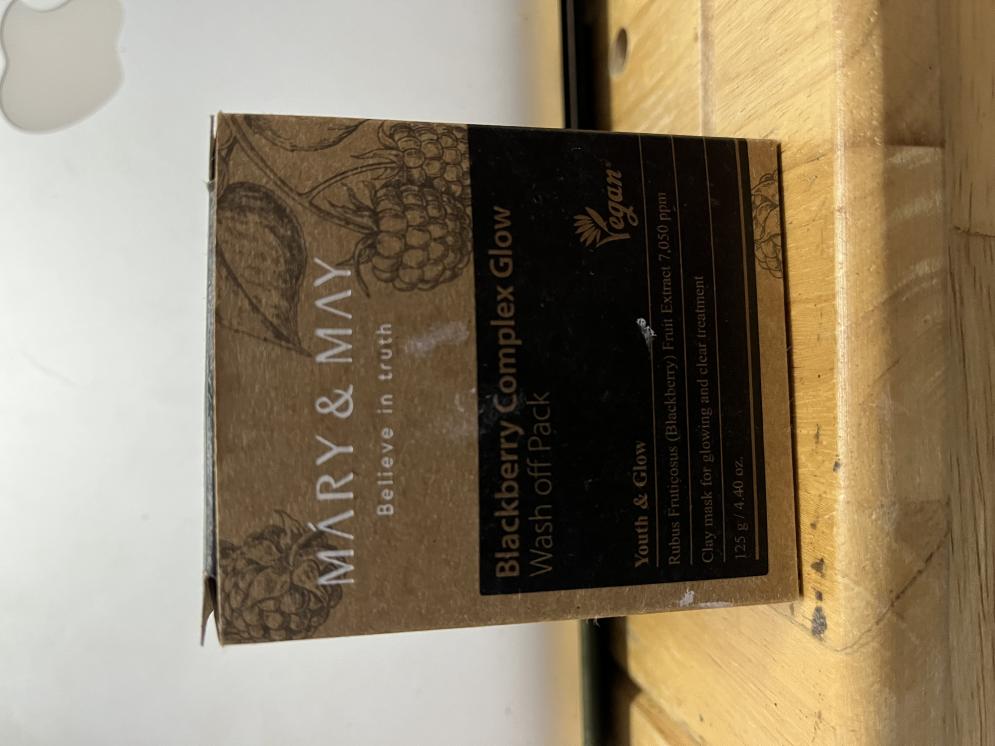 MÁRY & MAY
Believe in truth
Blackberry Complex Glow
Wash off Pack
Vegan
Youth & Glow
Rubus Fruticosus (Blackberry) Fruit Extract 7,050 ppm
Clay mask for glowing and clear treatment
125 g / 4.40 oz.